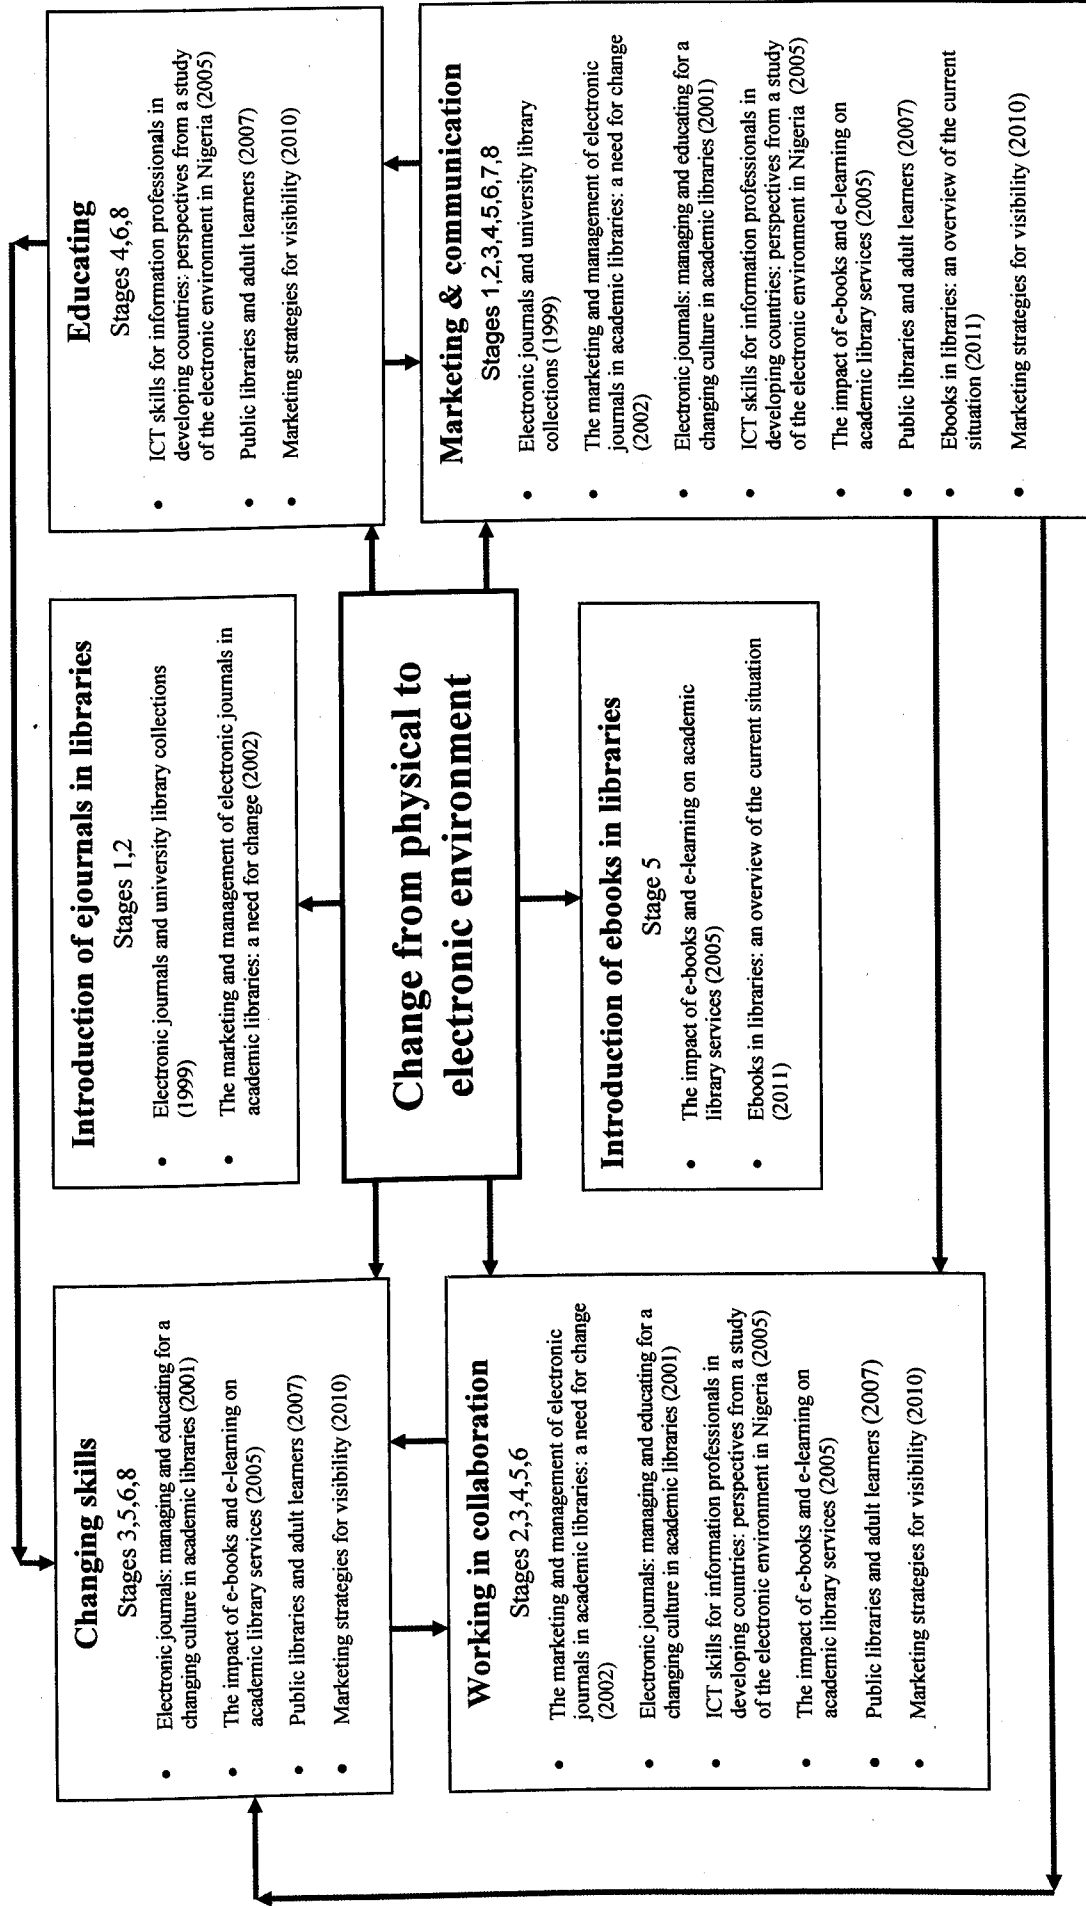 Changing skills
Stages 3,5,6,8
• Electronic journals: managing and educating for a
changing culture in academic libraries (2001)
• The impact of e-books and e-learning on
academic library services (2005)
• Public libraries and adult learners (2007)
• Marketing strategies for visibility (2010)
Introduction of ejournals in libraries
Stages 1,2
• Electronic journals and university library collections
(1999)
• The marketing and management of electronic journals in
academic libraries: a need for change (2002)
Educating
Stages 4,6,8
• ICT skills for information professionals in
developing countries: perspectives from a study
of the electronic environment in Nigeria (2005)
• Public libraries and adult learners (2007)
• Marketing strategies for visibility (2010)
Change from physical to
electronic environment
Working in collaboration
Stages 2,3,4,5,6
• The marketing and management of electronic
journals in academic libraries: a need for change
(2002)
• Electronic journals: managing and educating for a
changing culture in academic libraries (2001)
• ICT skills for information professionals in
developing countries: perspectives from a study
of the electronic environment in Nigeria (2005)
• The impact of e-books and e-learning on
academic library services (2005)
• Public libraries and adult learners (2007)
• Marketing strategies for visibility (2010)
Introduction of ebooks in libraries
Stage 5
• The impact of e-books and e-learning on academic
library services (2005)
• Ebooks in libraries: an overview of the current situation
(2011)
Marketing & communication
Stages 1,2,3,4,5,6,7,8
• Electronic journals and university library
collections (1999)
• The marketing and management of electronic
journals in academic libraries: a need for change
(2002)
• Electronic journals: managing and educating for a
changing culture in academic libraries (2001)
• ICT skills for information professionals in
developing countries: perspectives from a study
of the electronic environment in Nigeria (2005)
• The impact of e-books and e-learning on
academic library services (2005)
• Public libraries and adult learners (2007)
• Ebooks in libraries: an overview of the current
situation (2011)
• Marketing strategies for visibility (2010)